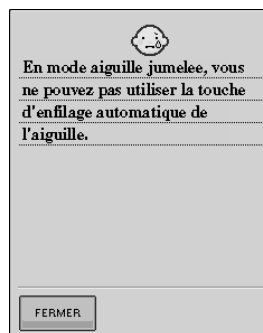 En mode aiguille jumelee, vous
ne pouvez pas utiliser la touche
d'enfilage automatique de
l'aiguille.
FERMER